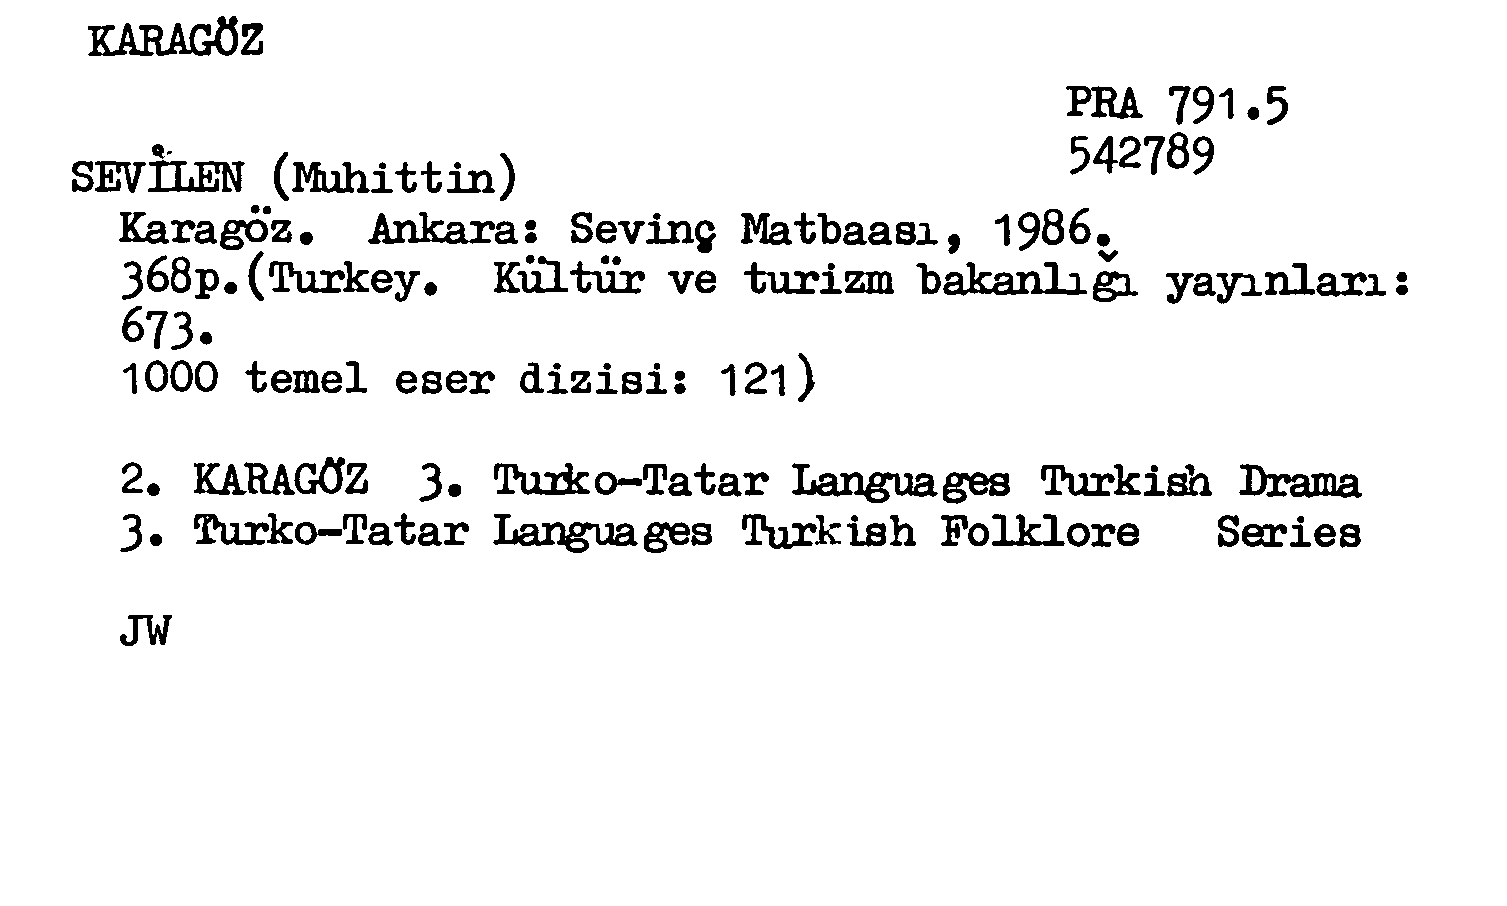 KARAGÖZ
PRA 791.5
542789
SEVİLEN (Muhittin)
Karagöz. Ankara: Sevinç Matbaası, 1986.
368p.(Turkey. Kültür ve turizm bakanlığı yayınları:
673.
1000 temel eser dizisi: 121)
2. KARAGÖZ 3. Turko-Tatar Languages Turkish Drama
3. Turko-Tatar Languages Turkish Folklore Series
JW